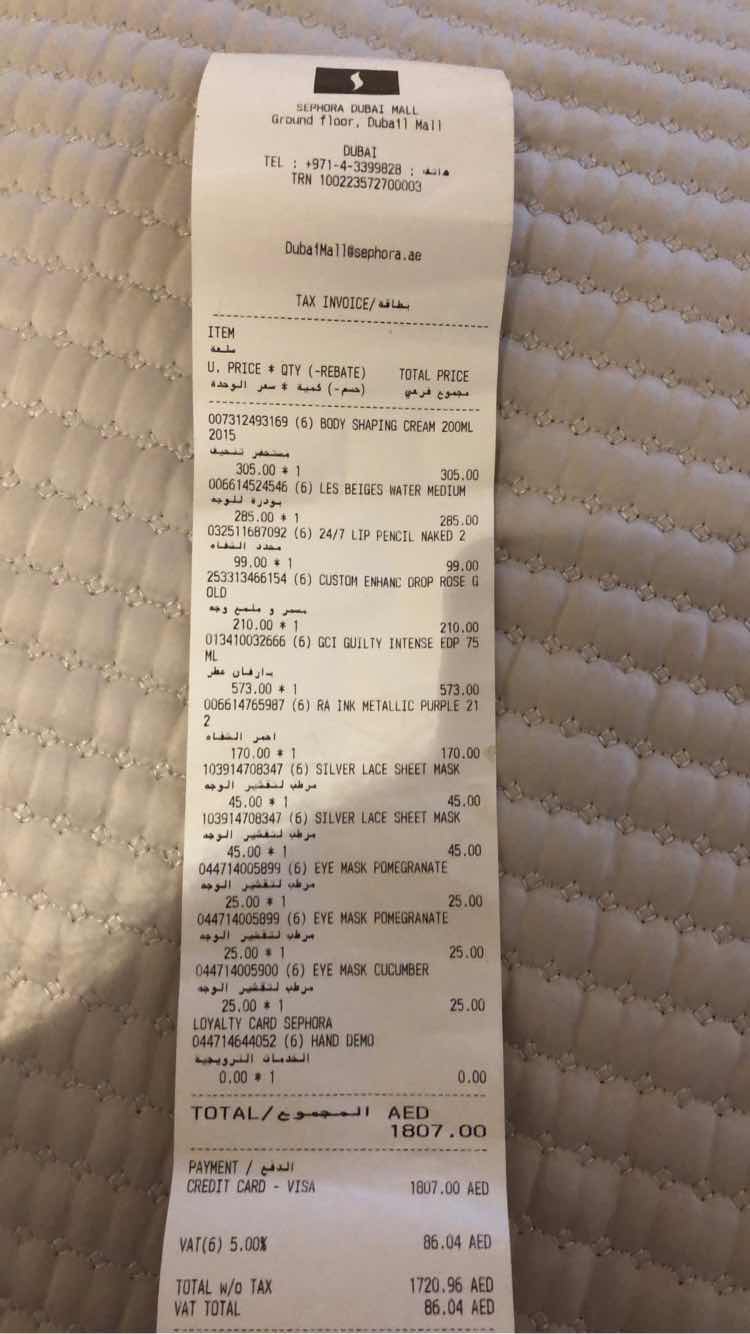 SEPHORA DUBAI MALL
Ground floor, Dubai1 Mall
DUBAI
TEL : +971-4-3399828 : هاتف
TRN 100223572700003
DubaiMall@sephora.ae
TAX INVOICE/بطاقة
ITEM
سلعة
U. PRICE * QTY (-REBATE) TOTAL PRICE
سعر الوحدة * كمية (-حسم) مجموع فرعي
007312493169 (6) BODY SHAPING CREAM 200ML
2015
مستحضر تنحيف
305.00 * 1 305.00
006614524546 (6) LES BEIGES WATER MEDIUM
بودرة للوجه
285.00 * 1 285.00
032511687092 (6) 24/7 LIP PENCIL NAKED 2
محدد الشفاه
99.00 * 1 99.00
253313466154 (6) CUSTOM ENHANC DROP ROSE G
OLD
مسمر و ملمع وجه
210.00 * 1 210.00
013410032666 (6) GCI GUILTY INTENSE EDP 75
ML
بارفان عطر
573.00 * 1 573.00
006614765987 (6) RA INK METALLIC PURPLE 21
2
احمر الشفاه
170.00 * 1 170.00
103914708347 (6) SILVER LACE SHEET MASK
مرطب لتقشير الوجه
45.00 * 1 45.00
103914708347 (6) SILVER LACE SHEET MASK
مرطب لتقشير الوجه
45.00 * 1 45.00
044714005899 (6) EYE MASK POMEGRANATE
مرطب لتقشير الوجه
25.00 * 1 25.00
044714005899 (6) EYE MASK POMEGRANATE
مرطب لتقشير الوجه
25.00 * 1 25.00
044714005900 (6) EYE MASK CUCUMBER
مرطب لتقشير الوجه
25.00 * 1 25.00
LOYALTY CARD SEPHORA
044714644052 (6) HAND DEMO
الخدمات الترويجية
0.00 * 1 0.00
TOTAL/المجموع AED
1807.00
PAYMENT / الدفع
CREDIT CARD - VISA 1807.00 AED
VAT(6) 5.00% 86.04 AED
TOTAL w/o TAX 1720.96 AED
VAT TOTAL 86.04 AED